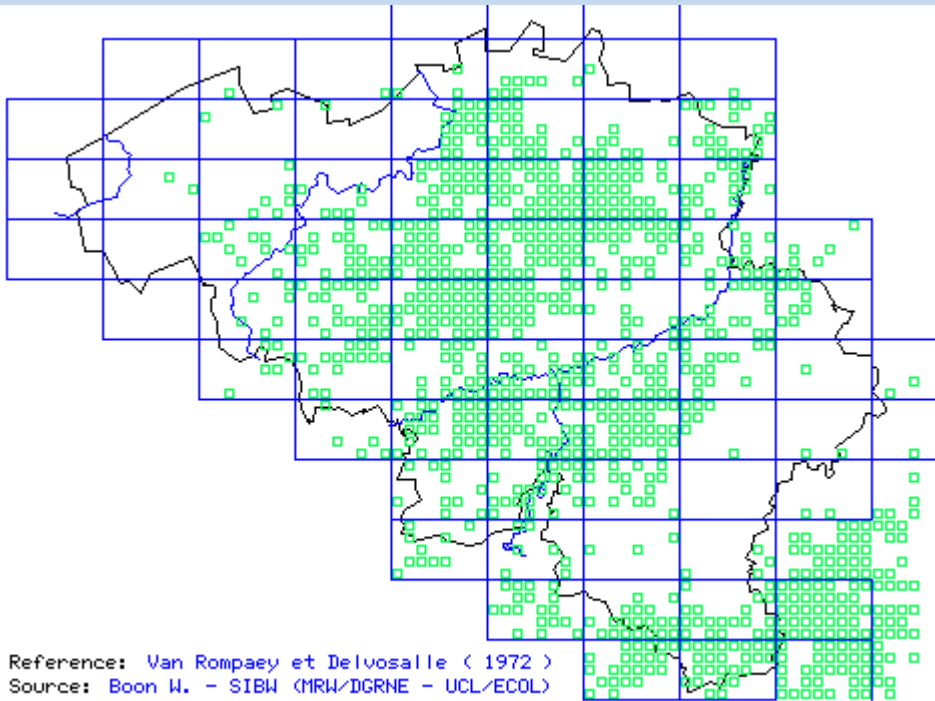 Reference: Van Rompaey et Delvosalle ( 1972 )
Source: Boon W. - SIBW (MRW/DGRNE - UCL/ECOL)